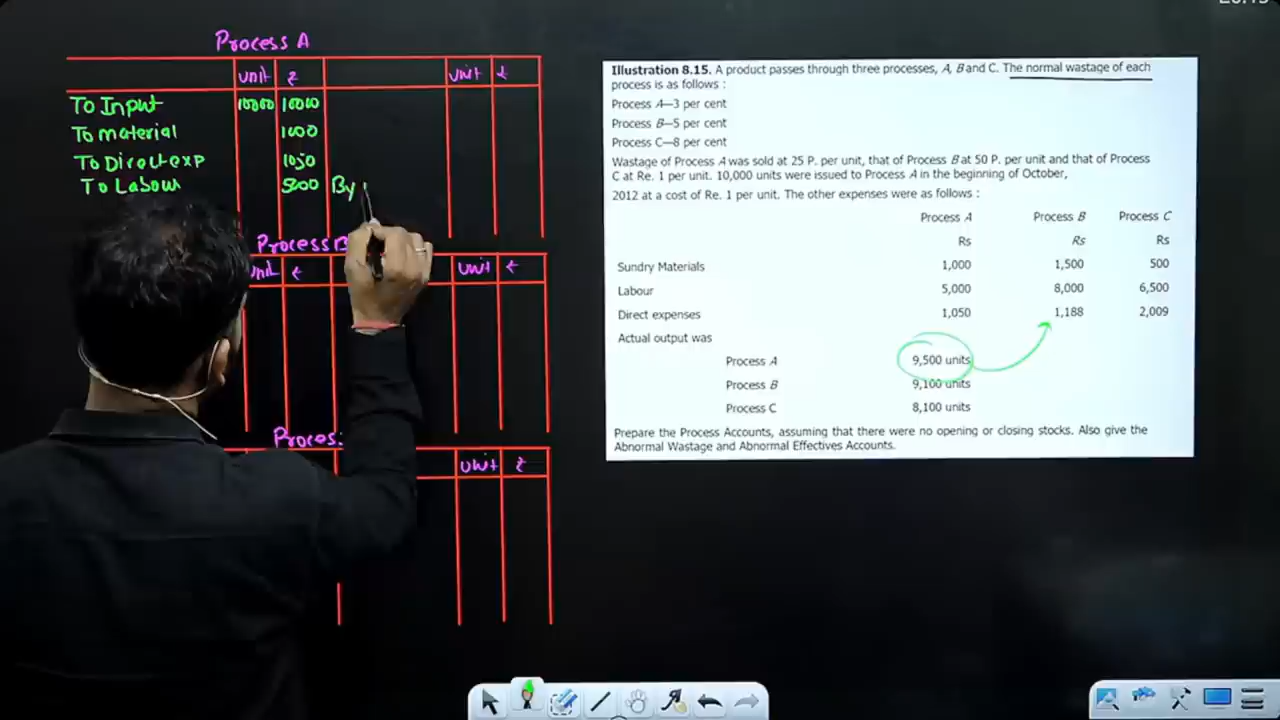 Process A
unit ₹ unit ₹
To Input 10000 10000
To material 1000
To Direct exp 1050
To Labour 5000 By
Process B
unit ₹ unit ₹
Proces
unit ₹
Illustration 8.15. A product passes through three processes, A, B and C. The normal wastage of each
process is as follows :
Process A—3 per cent
Process B—5 per cent
Process C—8 per cent
Wastage of Process A was sold at 25 P. per unit, that of Process B at 50 P. per unit and that of Process
C at Re. 1 per unit. 10,000 units were issued to Process A in the beginning of October,
2012 at a cost of Re. 1 per unit. The other expenses were as follows :
Process A Process B Process C
Rs Rs Rs
Sundry Materials 1,000 1,500 500
Labour 5,000 8,000 6,500
Direct expenses 1,050 1,188 2,009
Actual output was
Process A 9,500 units
Process B 9,100 units
Process C 8,100 units
Prepare the Process Accounts, assuming that there were no opening or closing stocks. Also give the
Abnormal Wastage and Abnormal Effectives Accounts.